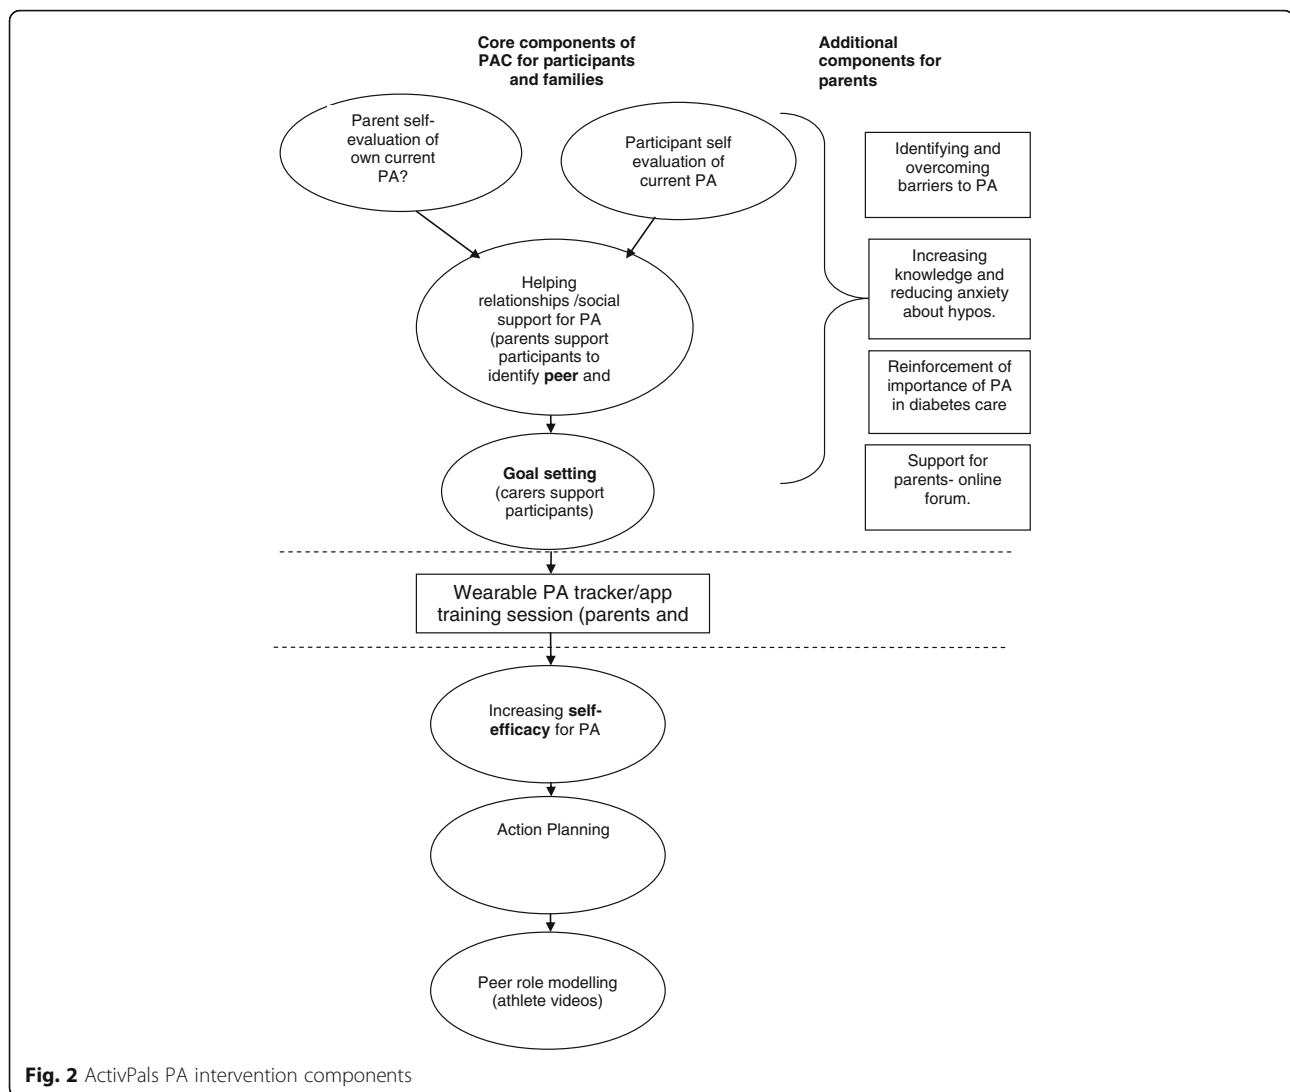 Core components of
PAC for participants
and families
Additional
components for
parents
Parent self-
evaluation of
own current
PA?
Participant self
evaluation of
current PA
Identifying and
overcoming
barriers to PA
Increasing
knowledge and
reducing anxiety
about hypos.
Reinforcement of
importance of PA
in diabetes care
Support for
parents- online
forum.
Helping
relationships /social
support for PA
(parents support
participants to
identify peer and
Goal setting
(carers support
participants)
Wearable PA tracker/app
training session (parents and
Increasing self-
efficacy for PA
Action Planning
Peer role modelling
(athlete videos)
Fig. 2 ActivPals PA intervention components